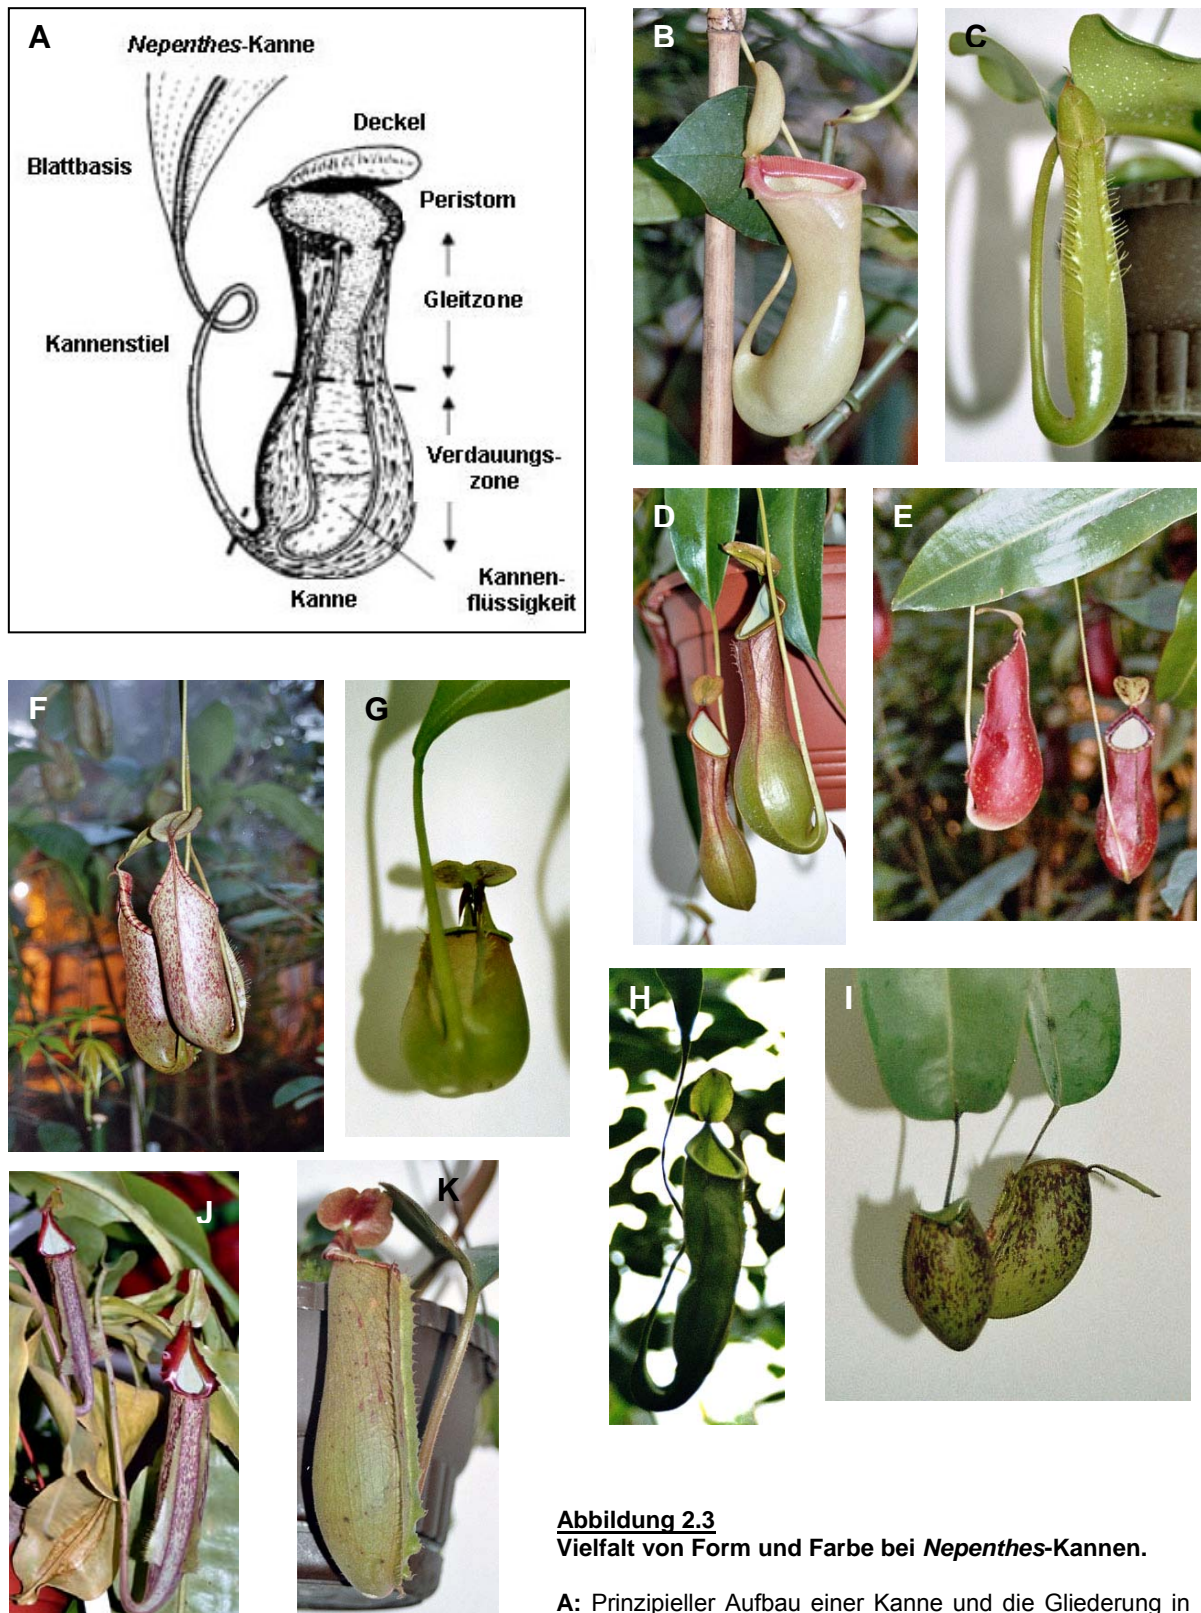 A
Nepenthes-Kanne
Deckel
Blattbasis
Peristom
Gleitzone
Kannenstiel
Verdauungs-
zone
Kannen-
flüssigkeit
Kanne
B
C
D
E
F
G
H
I
J
K
Abbildung 2.3
Vielfalt von Form und Farbe bei Nepenthes-Kannen.
A: Prinzipieller Aufbau einer Kanne und die Gliederung in